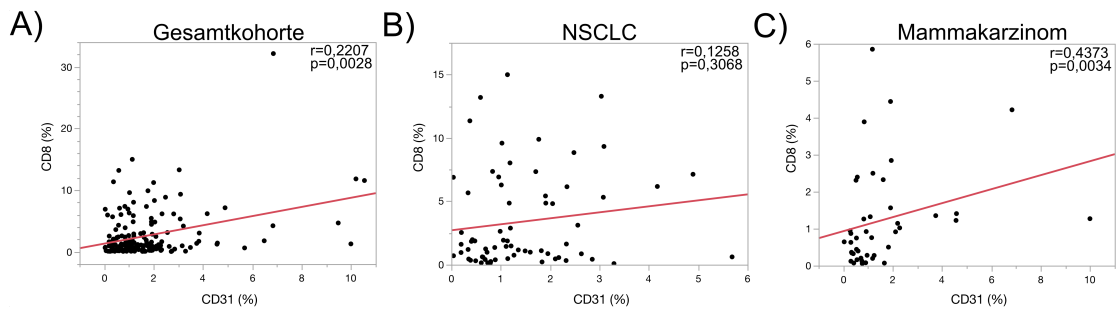 A)
Gesamtkohorte
r=0,2207
p=0,0028
30
20
10
0
CD8 (%)
0
2
4
6
8
10
CD31 (%)
B)
NSCLC
r=0,1258
p=0,3068
15
10
5
0
CD8 (%)
0
1
2
3
4
5
6
CD31 (%)
C)
Mammakarzinom
r=0,4373
p=0,0034
6
5
4
3
2
1
0
CD8 (%)
0
2
4
6
8
10
CD31 (%)